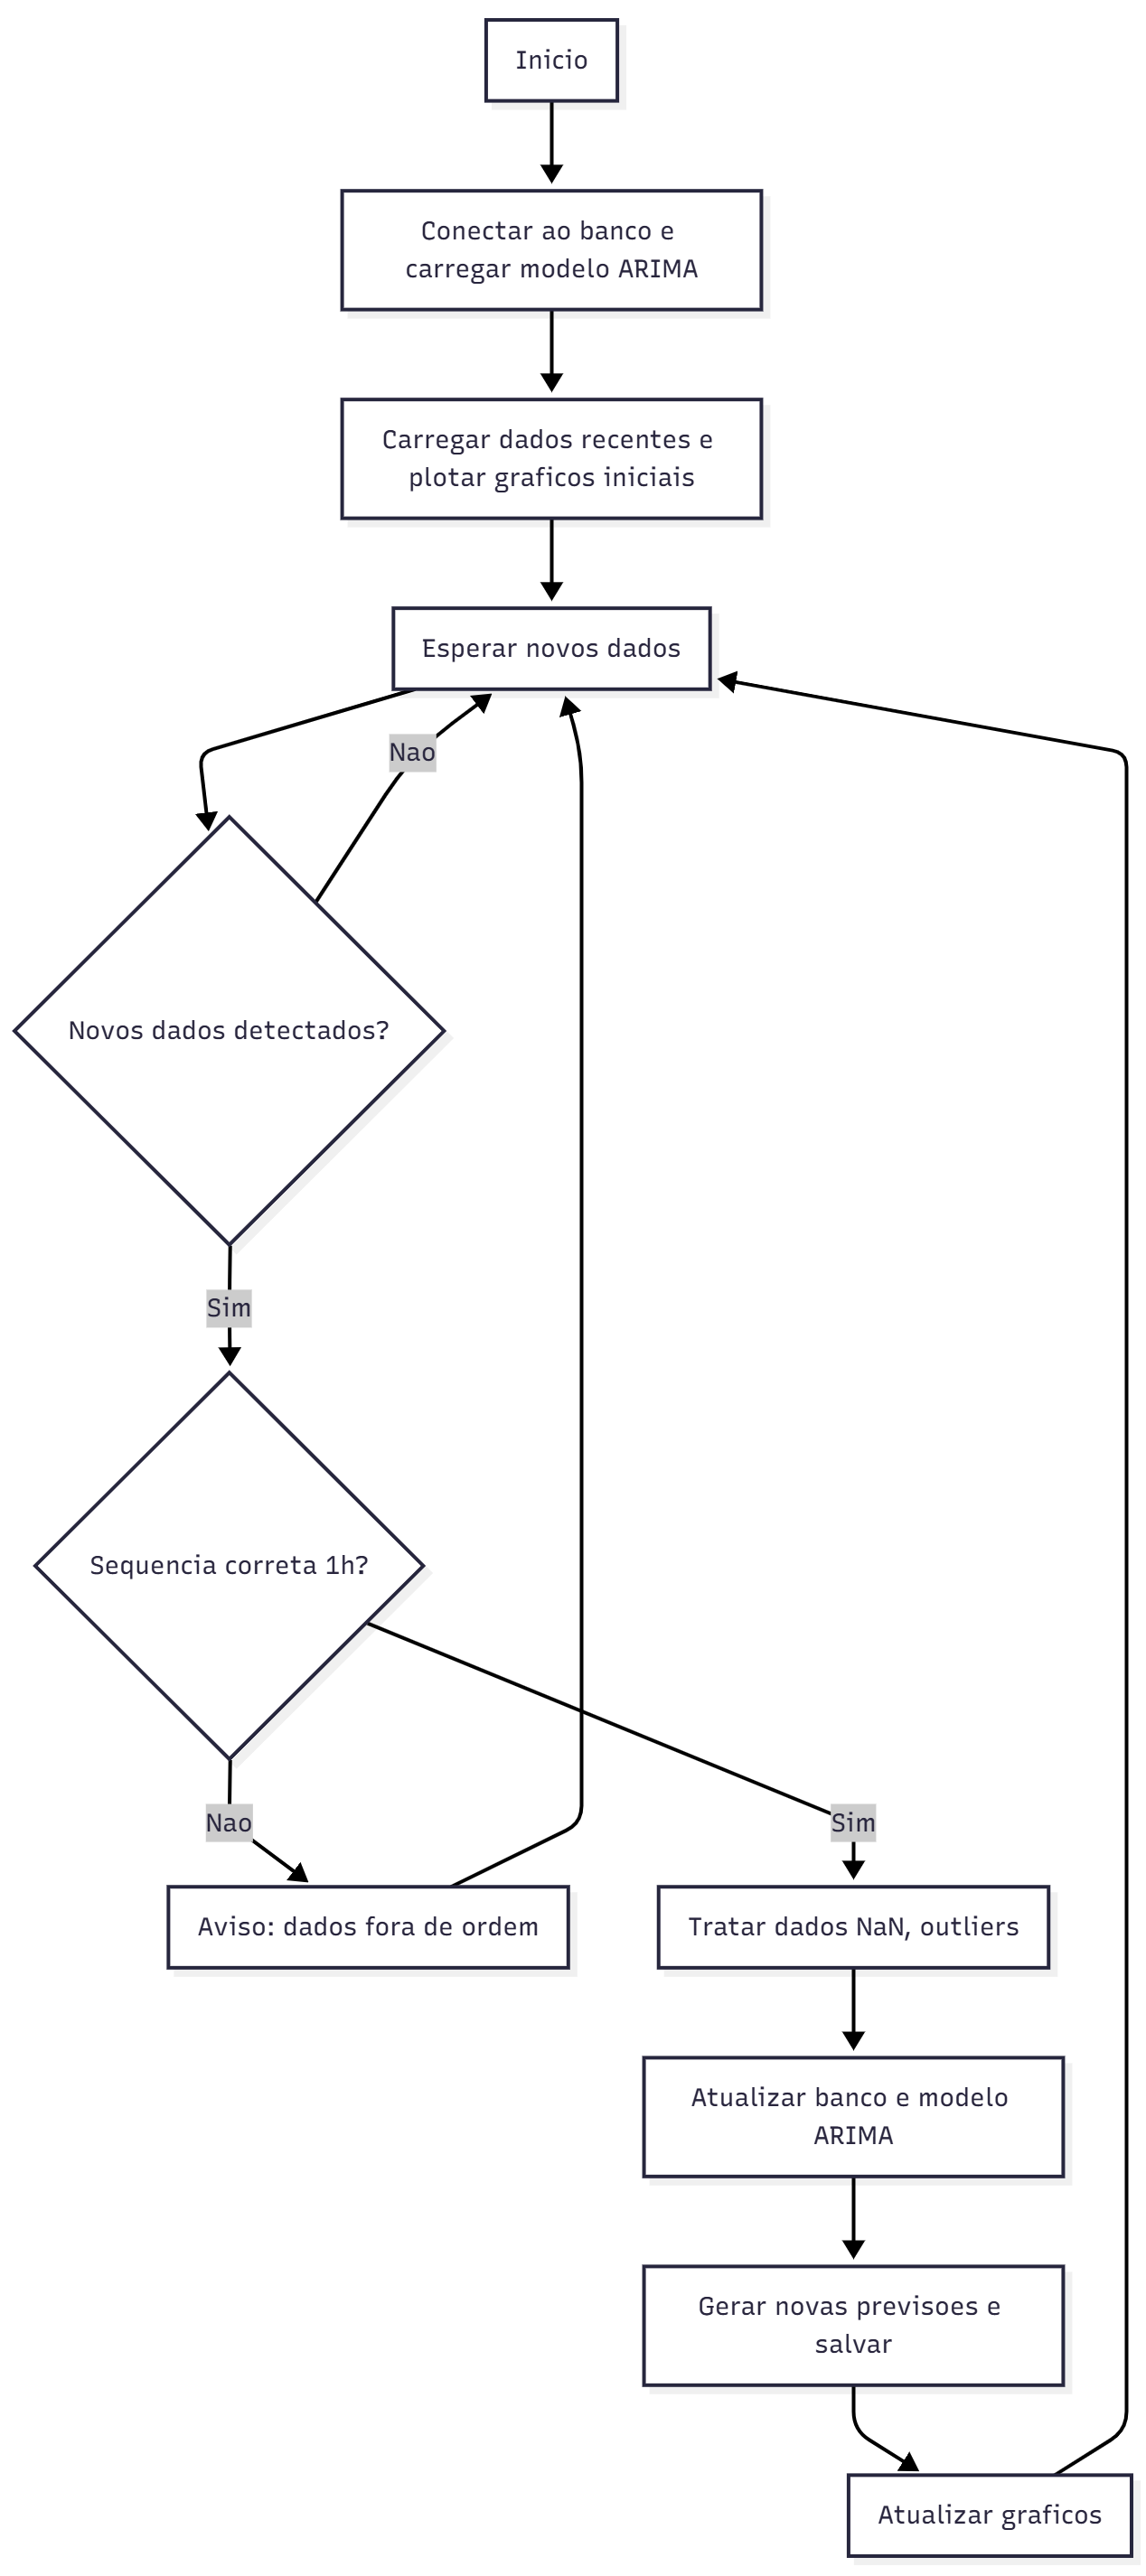 Inicio
Conectar ao banco e
carregar modelo ARIMA
Carregar dados recentes e
plotar graficos iniciais
Esperar novos dados
Nao
Novos dados detectados?
Sim
Sequencia correta 1h?
Nao
Sim
Aviso: dados fora de ordem
Tratar dados NaN, outliers
Atualizar banco e modelo
ARIMA
Gerar novas previsoes e
salvar
Atualizar graficos